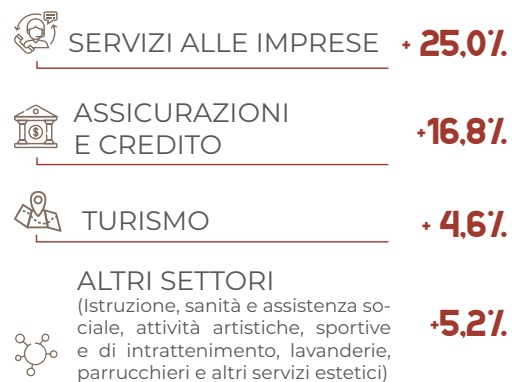 SERVIZI ALLE IMPRESE + 25,0%
ASSICURAZIONI
E CREDITO +16,8%
TURISMO + 4,6%
ALTRI SETTORI
(Istruzione, sanità e assistenza so-
ciale, attività artistiche, sportive
e di intrattenimento, lavanderie,
parrucchieri e altri servizi estetici)
+5,2%